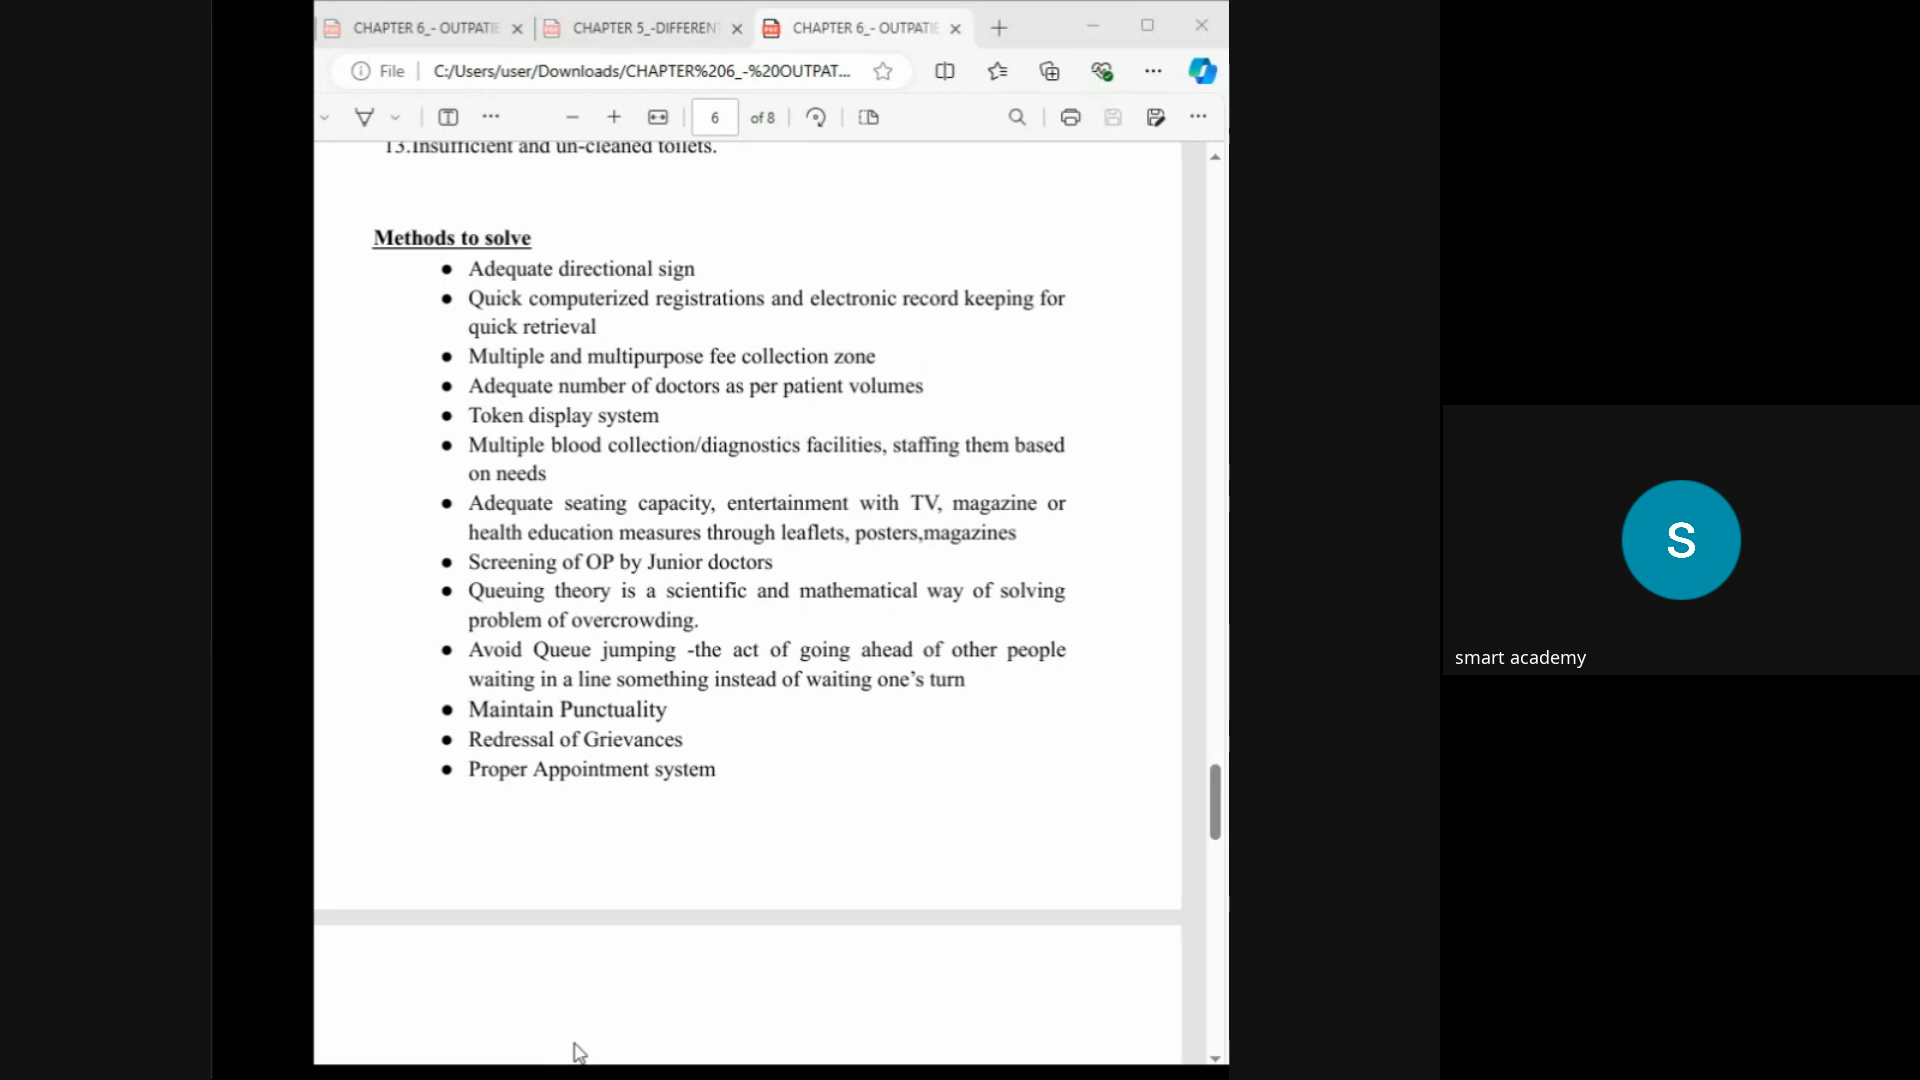 CHAPTER 6_- OUTPATIE
CHAPTER 5_-DIFFEREN
CHAPTER 6_- OUTPATIE
File
C:/Users/user/Downloads/CHAPTER%206_-%20OUTPAT...
6
of 8
13.Insufficient and un-cleaned toilets.
Methods to solve
● Adequate directional sign
● Quick computerized registrations and electronic record keeping for
quick retrieval
● Multiple and multipurpose fee collection zone
● Adequate number of doctors as per patient volumes
● Token display system
● Multiple blood collection/diagnostics facilities, staffing them based
on needs
● Adequate seating capacity, entertainment with TV, magazine or
health education measures through leaflets, posters,magazines
● Screening of OP by Junior doctors
● Queuing theory is a scientific and mathematical way of solving
problem of overcrowding.
● Avoid Queue jumping -the act of going ahead of other people
waiting in a line something instead of waiting one’s turn
● Maintain Punctuality
● Redressal of Grievances
● Proper Appointment system
S
smart academy